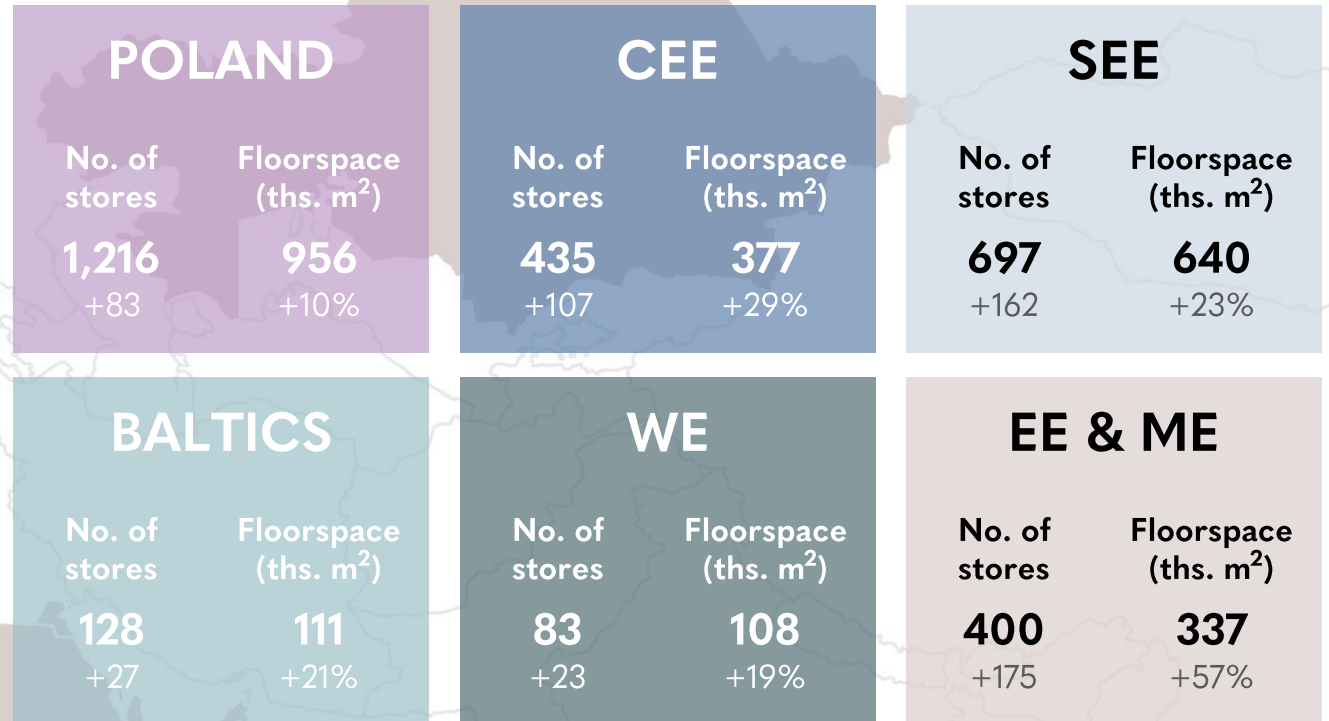 POLAND
No. of stores
Floorspace (ths. m²)
1,216
956
+83
+10%
CEE
No. of stores
Floorspace (ths. m²)
435
377
+107
+29%
SEE
No. of stores
Floorspace (ths. m²)
697
640
+162
+23%
BALTICS
No. of stores
Floorspace (ths. m²)
128
111
+27
+21%
WE
No. of stores
Floorspace (ths. m²)
83
108
+23
+19%
EE & ME
No. of stores
Floorspace (ths. m²)
400
337
+175
+57%